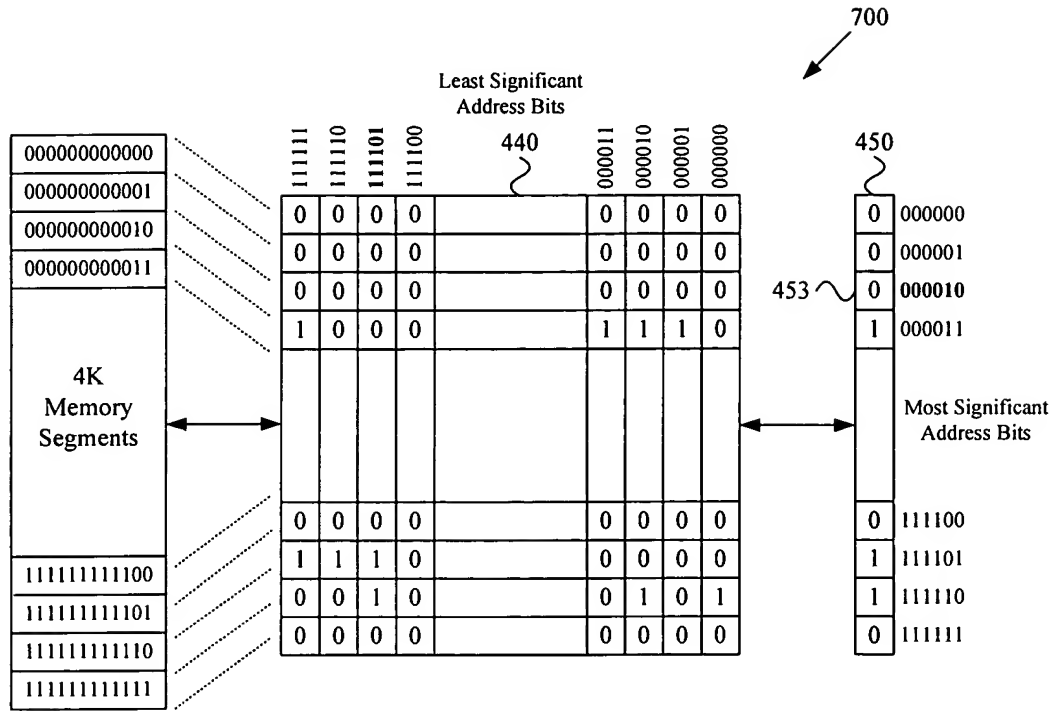 700
Least Significant
Address Bits
111111 111110 111101 111100 440 000011 000010 000001 000000 450
000000000000
000000000001
000000000010
000000000011
0 0 0 0 0 0 0 0 0 000000
0 0 0 0 0 0 0 0 0 000001
0 0 0 0 0 0 0 0 453 0 000010
1 0 0 0 1 1 1 0 1 000011
4K
Memory
Segments
Most Significant
Address Bits
0 0 0 0 0 0 0 0 0 111100
1 1 1 0 0 0 0 0 1 111101
0 0 1 0 0 1 0 1 1 111110
0 0 0 0 0 0 0 0 0 111111
111111111100
111111111101
111111111110
111111111111